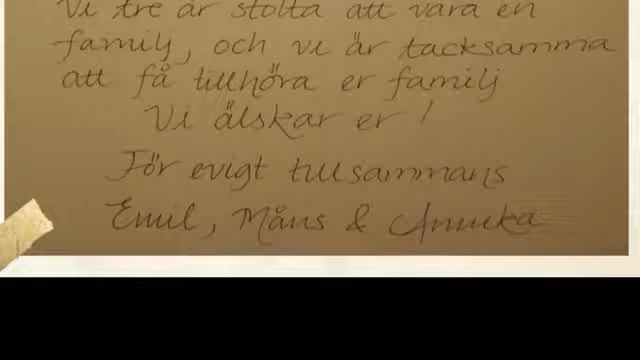 Vi tre är stolta att vara en
familj, och vi är tacksamma
att få tillhöra er familj
Vi älskar er!
För evigt tillsammans
Emil, Måns & Annika